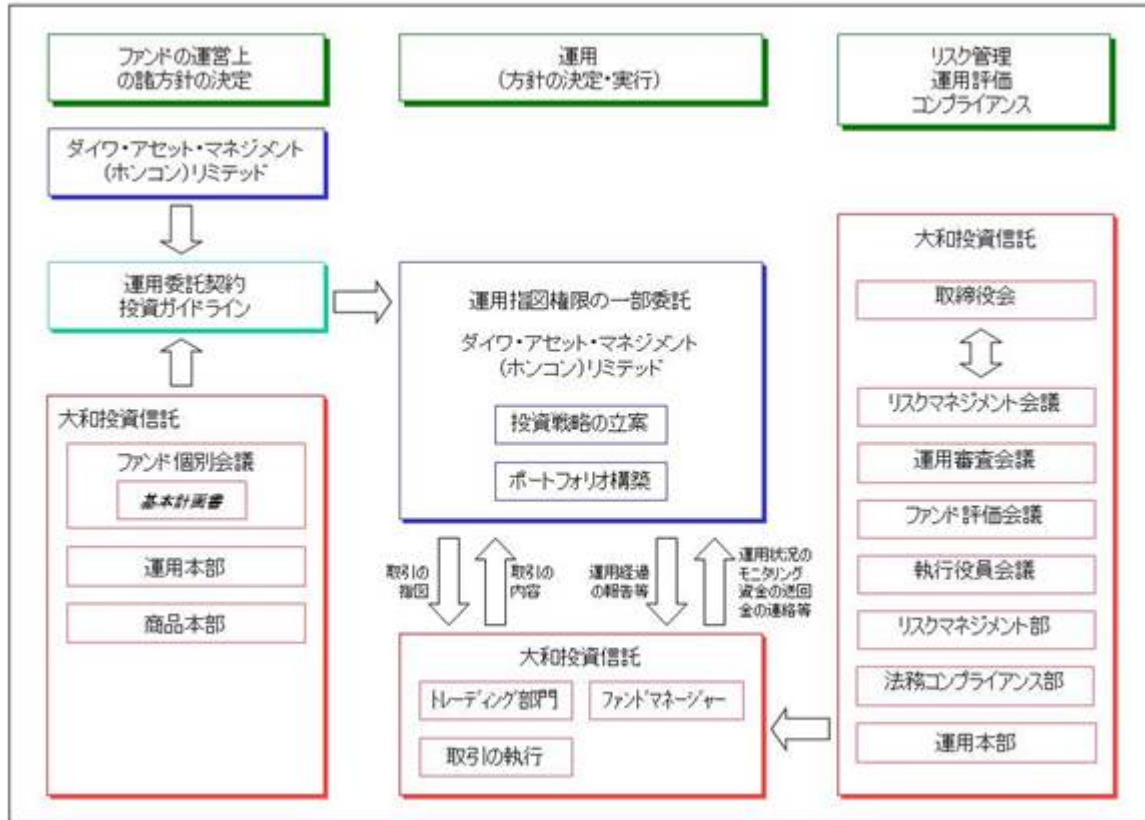 ファンドの運営上
の諸方針の決定
運用
(方針の決定・実行)
リスク管理
運用評価
コンプライアンス
ダイワ・アセット・マネジメント
(ホンコン)リミテッド
運用委託契約
投資ガイドライン
大和投資信託
ファンド個別会議
基本計画書
運用本部
商品本部
運用指図権限の一部委託
ダイワ・アセット・マネジメント
(ホンコン)リミテッド
投資戦略の立案
ポートフォリオ構築
取引の
指図
取引の
内容
運用経過
の報告等
運用状況の
モニタリング
資金の送回
金の連絡等
大和投資信託
トレーディング部門
ファンドマネージャー
取引の執行
大和投資信託
取締役会
リスクマネジメント会議
運用審査会議
ファンド評価会議
執行役員会議
リスクマネジメント部
法務コンプライアンス部
運用本部